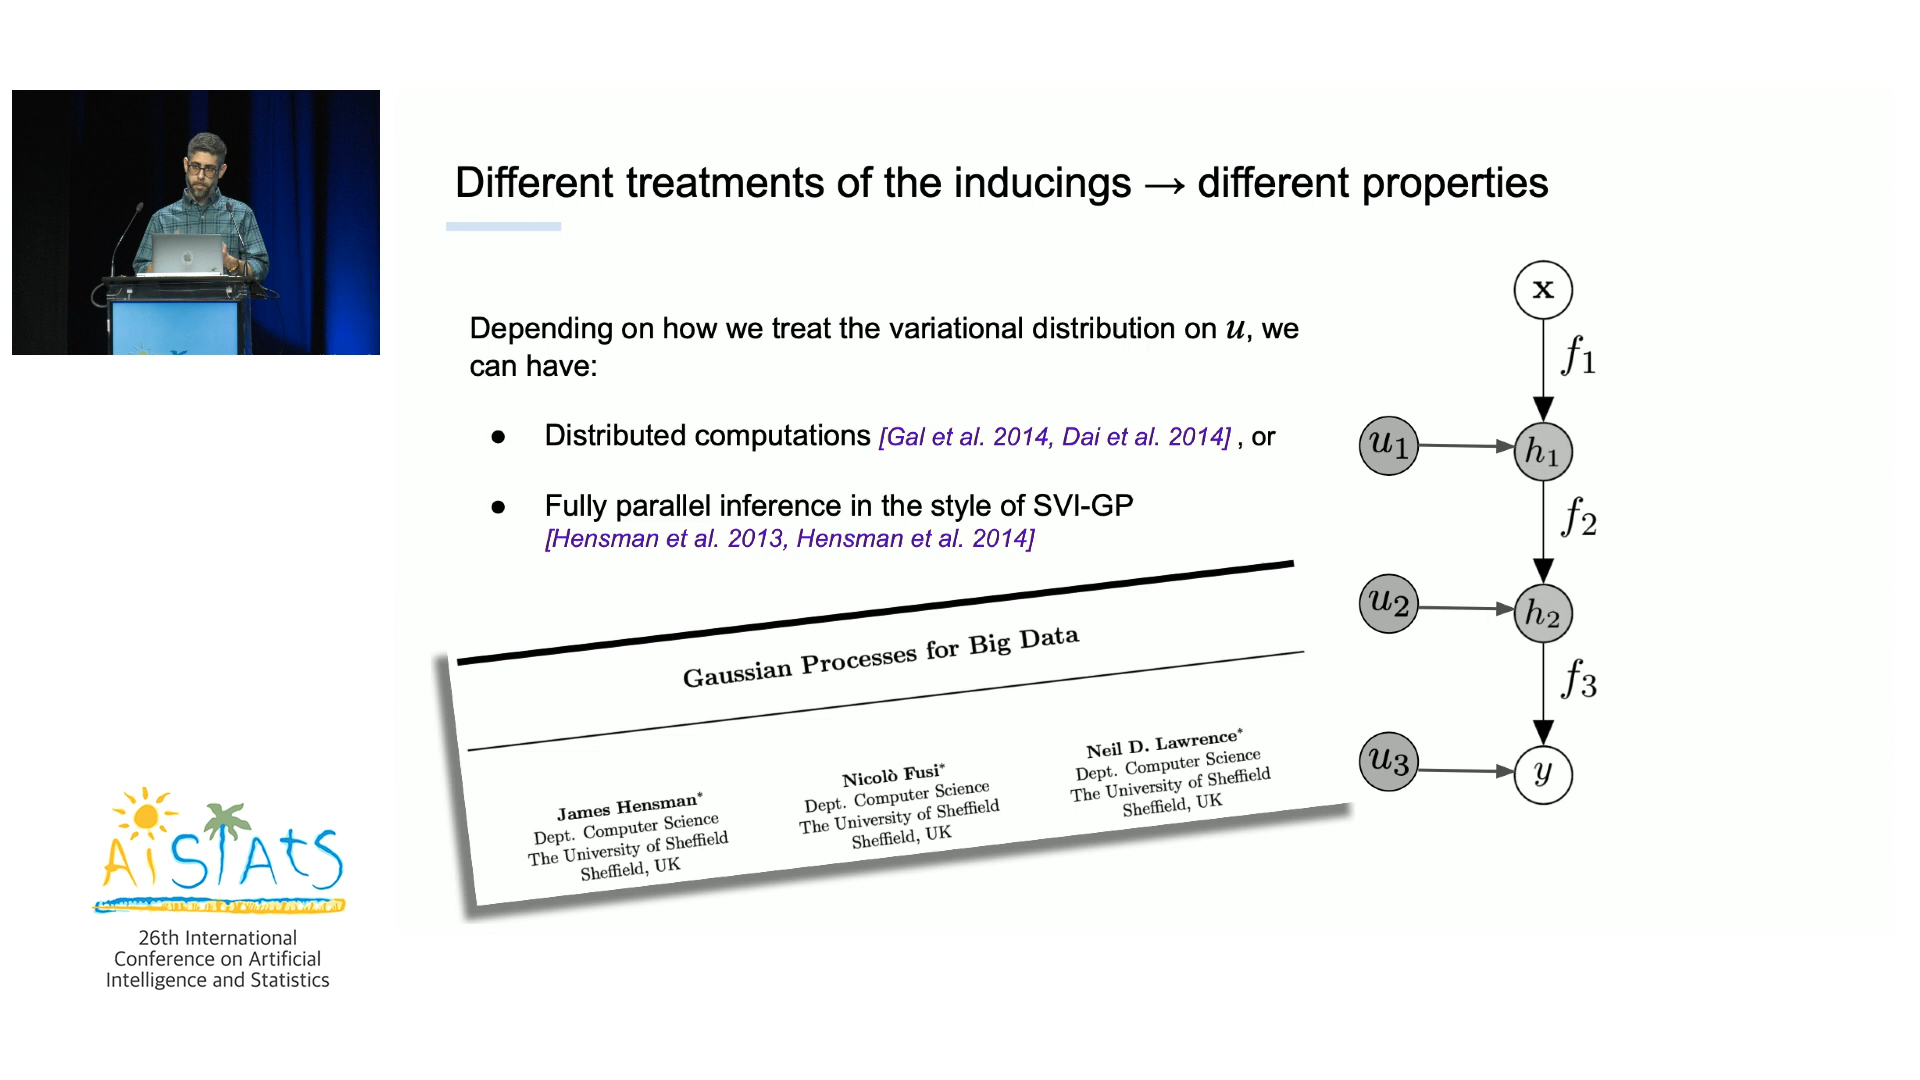 Different treatments of the inducings → different properties
Depending on how we treat the variational distribution on u, we
can have:
● Distributed computations [Gal et al. 2014, Dai et al. 2014] , or
● Fully parallel inference in the style of SVI-GP
[Hensman et al. 2013, Hensman et al. 2014]
Gaussian Processes for Big Data
James Hensman*
Dept. Computer Science
The University of Sheffield
Sheffield, UK
Nicolò Fusi*
Dept. Computer Science
The University of Sheffield
Sheffield, UK
Neil D. Lawrence*
Dept. Computer Science
The University of Sheffield
Sheffield, UK
x
f1
u1
h1
f2
u2
h2
f3
u3
y
AiSTAtS
26th International
Conference on Artificial
Intelligence and Statistics